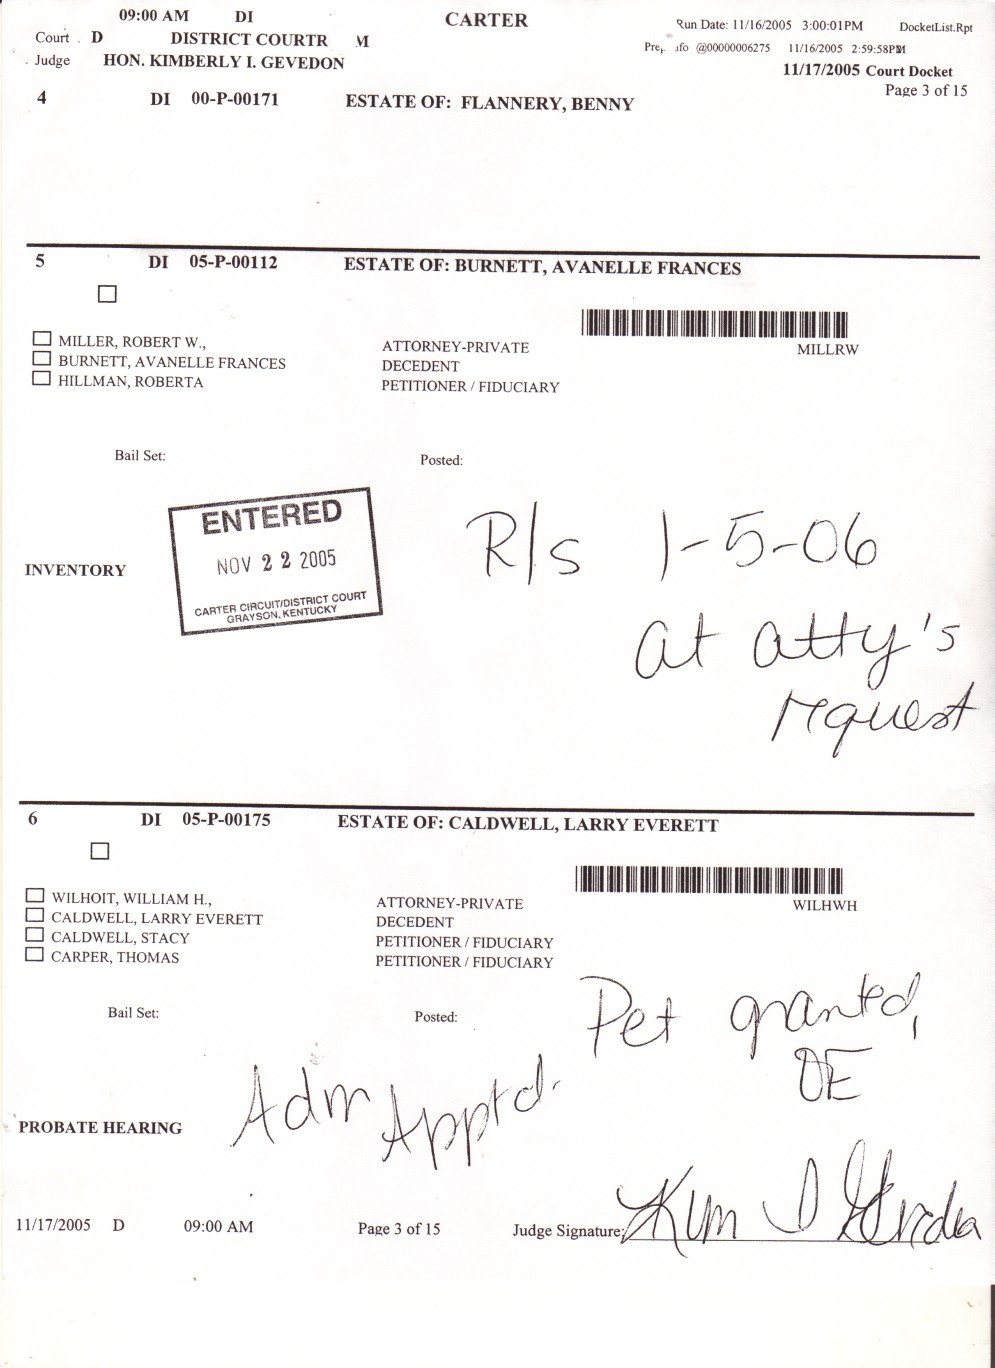 09:00 AM DI CARTER Run Date: 11/16/2005 3:00:01PM DocketList.Rpt
Court D DISTRICT COURTR M
@00000006275 11/16/2005 2:59:58PM
Judge HON. KIMBERLY I. GEVEDON
11/17/2005 Court Docket
Page 3 of 15
4 DI 00-P-00171 ESTATE OF: FLANNERY, BENNY
5 DI 05-P-00112 ESTATE OF: BURNETT, AVANELLE FRANCES
MILLER, ROBERT W., ATTORNEY-PRIVATE MILLRW
BURNETT, AVANELLE FRANCES DECEDENT
HILLMAN, ROBERTA PETITIONER / FIDUCIARY
Bail Set: Posted:
ENTERED
NOV 22 2005
CARTER CIRCUIT/DISTRICT COURT
GRAYSON, KENTUCKY
INVENTORY
R/s 1-5-06
at atty's
request
6 DI 05-P-00175 ESTATE OF: CALDWELL, LARRY EVERETT
WILHOIT, WILLIAM H., ATTORNEY-PRIVATE WILHWH
CALDWELL, LARRY EVERETT DECEDENT
CALDWELL, STACY PETITIONER / FIDUCIARY
CARPER, THOMAS PETITIONER / FIDUCIARY
Bail Set: Posted:
Pet granted,
OE
Adm Apptd.
PROBATE HEARING
11/17/2005 D 09:00 AM Page 3 of 15 Judge Signature: Kim I Gevedon